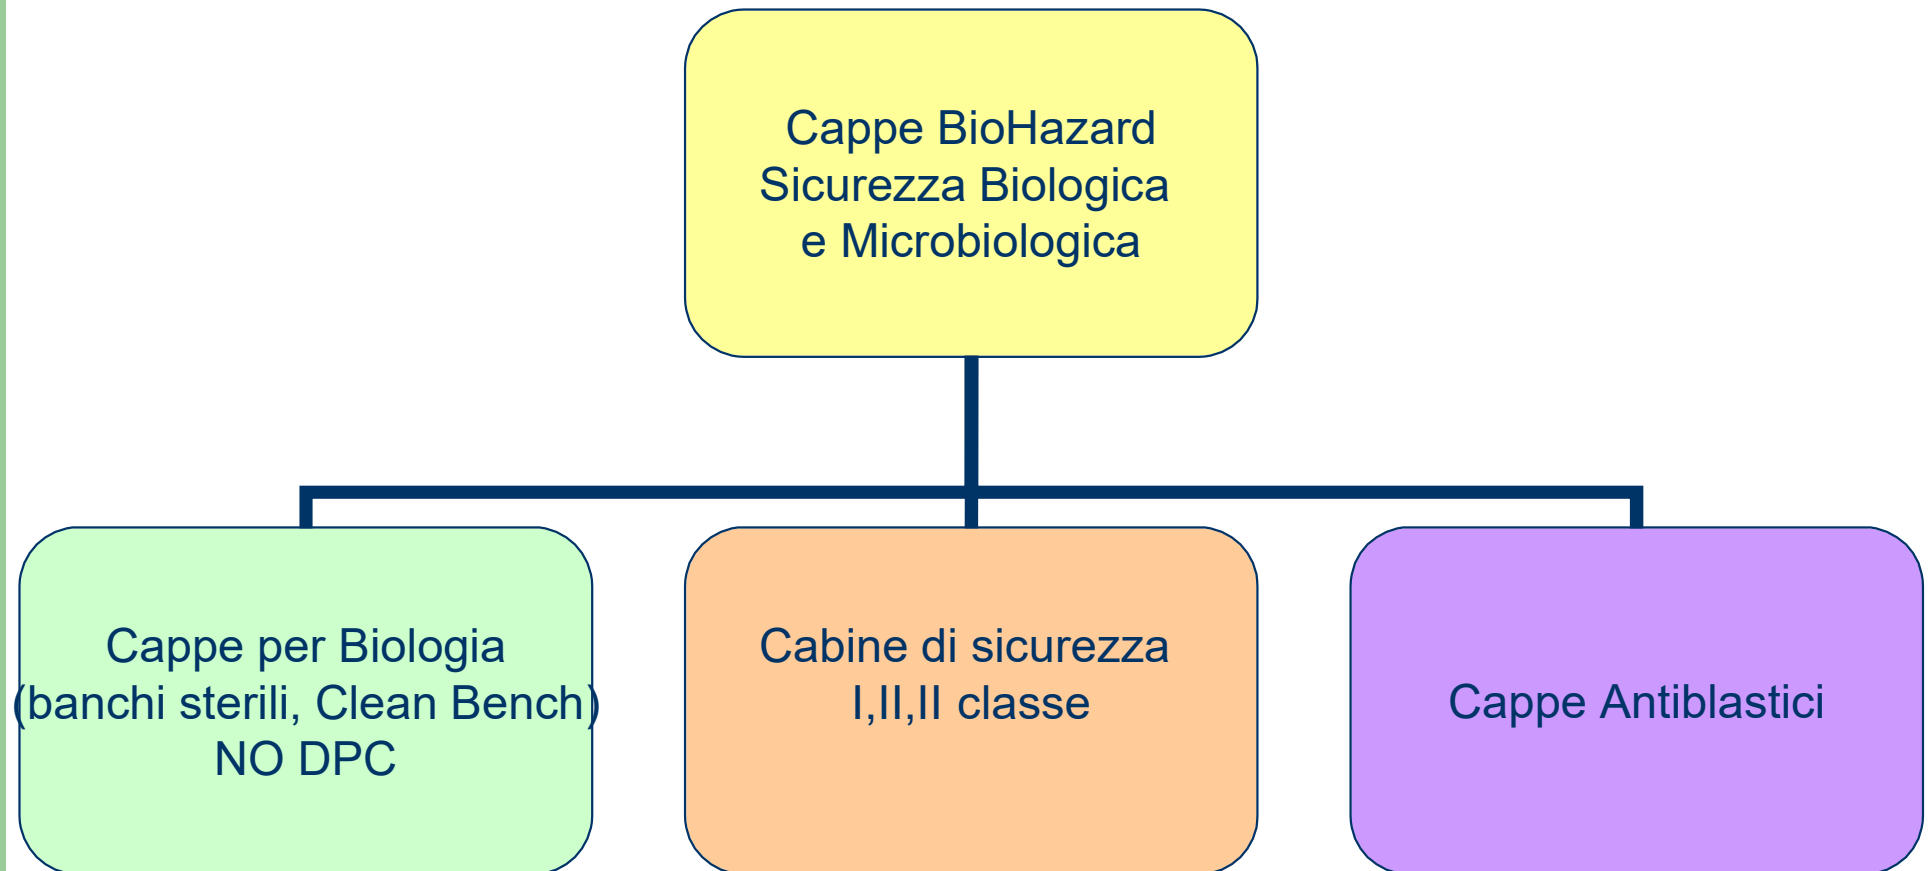 Cappe BioHazard
Sicurezza Biologica
e Microbiologica
Cappe per Biologia
(banchi sterili, Clean Bench)
NO DPC
Cabine di sicurezza
I,II,II classe
Cappe Antiblastici